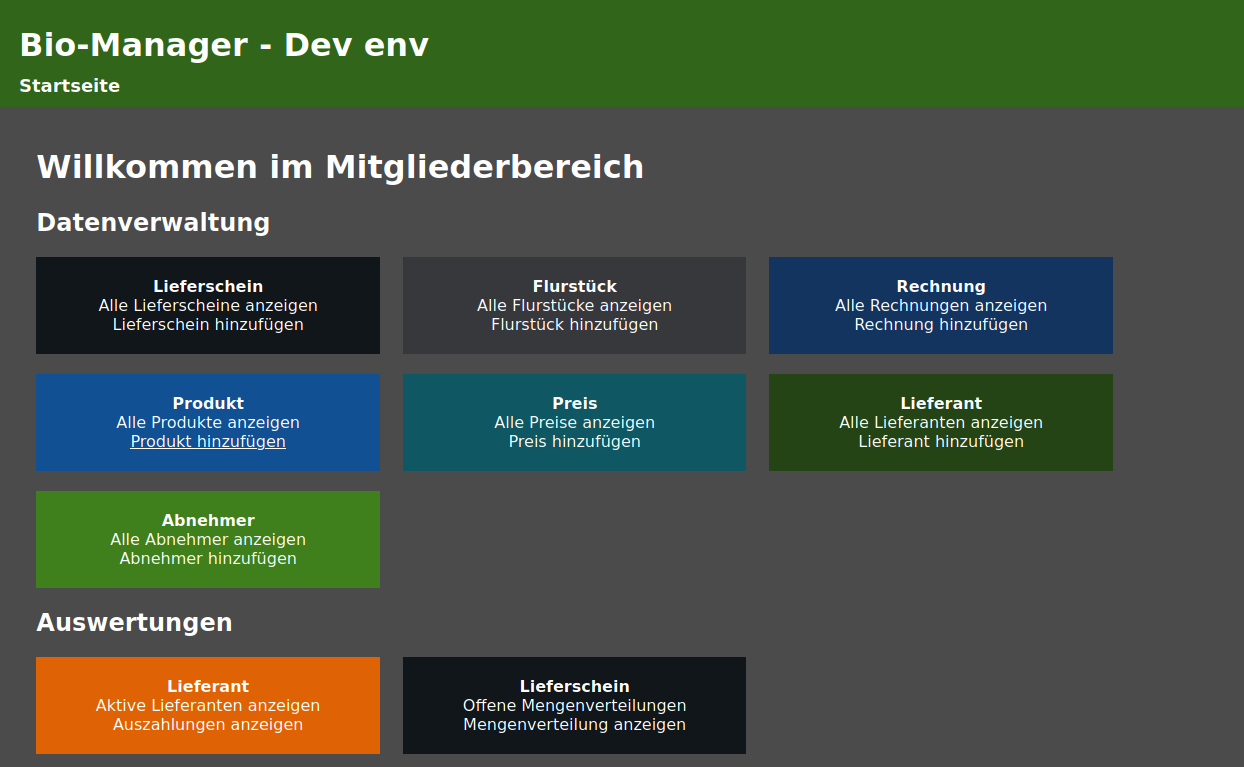 Bio-Manager - Dev env
Startseite
Willkommen im Mitgliederbereich
Datenverwaltung
Lieferschein
Alle Lieferscheine anzeigen
Lieferschein hinzufügen
Flurstück
Alle Flurstücke anzeigen
Flurstück hinzufügen
Rechnung
Alle Rechnungen anzeigen
Rechnung hinzufügen
Produkt
Alle Produkte anzeigen
Produkt hinzufügen
Preis
Alle Preise anzeigen
Preis hinzufügen
Lieferant
Alle Lieferanten anzeigen
Lieferant hinzufügen
Abnehmer
Alle Abnehmer anzeigen
Abnehmer hinzufügen
Auswertungen
Lieferant
Aktive Lieferanten anzeigen
Auszahlungen anzeigen
Lieferschein
Offene Mengenverteilungen
Mengenverteilung anzeigen